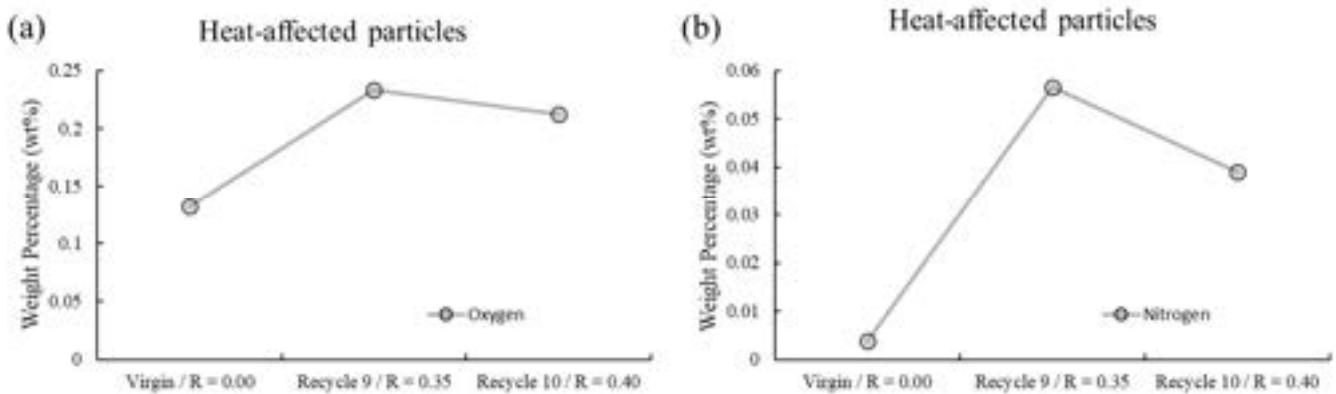 (a)
Heat-affected particles
Weight Percentage (wt%)
0.25
0.2
0.15
0.1
0.05
0
Oxygen
Virgin / R = 0.00
Recycle 9 / R = 0.35
Recycle 10 / R = 0.40
(b)
Heat-affected particles
Weight Percentage (wt%)
0.06
0.05
0.04
0.03
0.02
0.01
0
Nitrogen
Virgin / R = 0.00
Recycle 9 / R = 0.35
Recycle 10 / R = 0.40